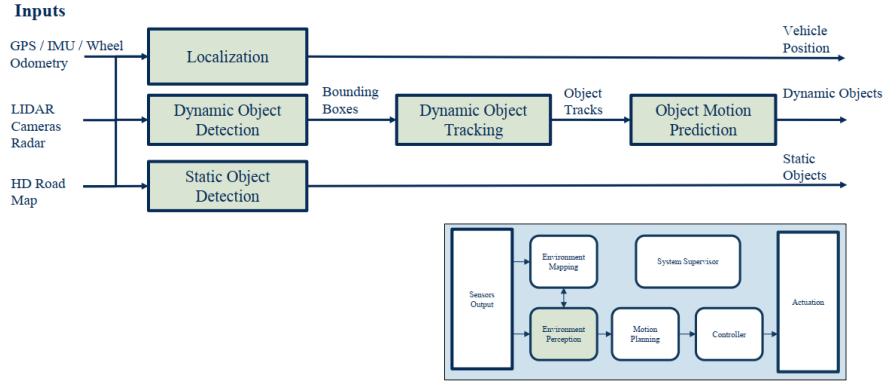 Inputs
GPS / IMU / Wheel
Odometry
Localization
Vehicle
Position
LIDAR
Cameras
Radar
Dynamic Object
Detection
Bounding
Boxes
Dynamic Object
Tracking
Object
Tracks
Object Motion
Prediction
Dynamic Objects
HD Road
Map
Static Object
Detection
Static
Objects
Sensors
Output
Environment
Mapping
System Supervisor
Environment
Perception
Motion
Planning
Controller
Actuation